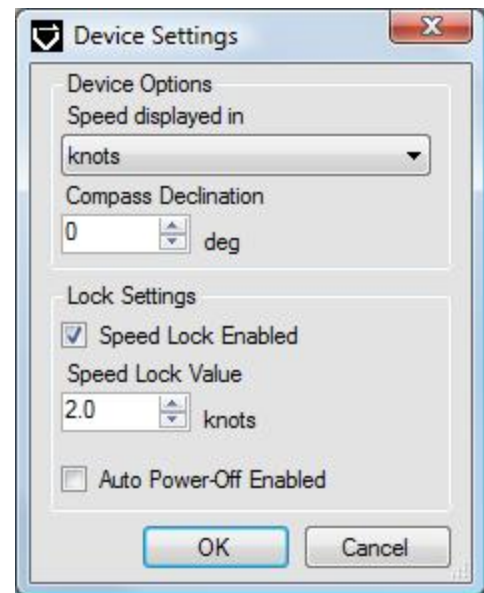 Device Settings
Device Options
Speed displayed in
knots
Compass Declination
0 deg
Lock Settings
Speed Lock Enabled
Speed Lock Value
2.0 knots
Auto Power-Off Enabled
OK Cancel